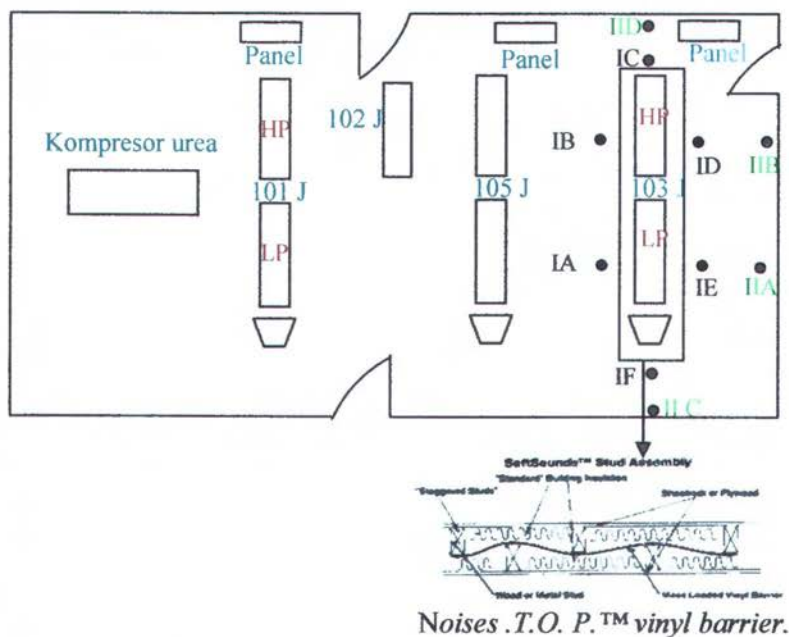 IID
Panel
Panel
IC
Panel
HP
102 J
HP
Kompresor urea
IB
ID
IIB
101 J
105 J
103 J
LP
LP
IA
IE
IIA
IF
II C
SoftSounds™ Stud Assembly
"Standard" Building Insulation
"Staggered Studs"
Sheetrock or Plywood
Wood or Metal Stud
Mass Loaded Vinyl Barrier
Noises .T.O. P.™ vinyl barrier.